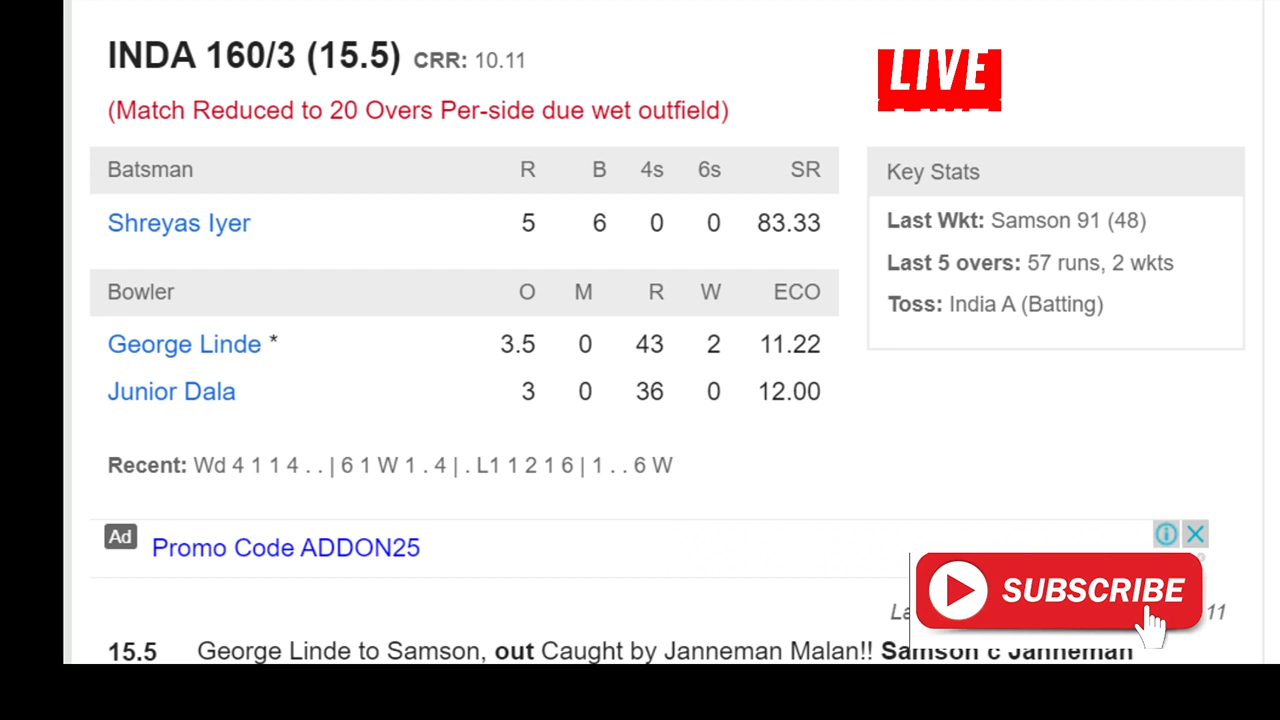 INDA 160/3 (15.5) CRR: 10.11
LIVE
(Match Reduced to 20 Overs Per-side due wet outfield)
Batsman R B 4s 6s SR
Shreyas Iyer 5 6 0 0 83.33
Bowler O M R W ECO
George Linde * 3.5 0 43 2 11.22
Junior Dala 3 0 36 0 12.00
Key Stats
Last Wkt: Samson 91 (48)
Last 5 overs: 57 runs, 2 wkts
Toss: India A (Batting)
Recent: Wd 4 1 1 4 . . | 6 1 W 1 . 4 | . L1 1 2 1 6 | 1 . . 6 W
Ad
Promo Code ADDON25
SUBSCRIBE
11
15.5 George Linde to Samson, out Caught by Janneman Malan!! Samson c Janneman